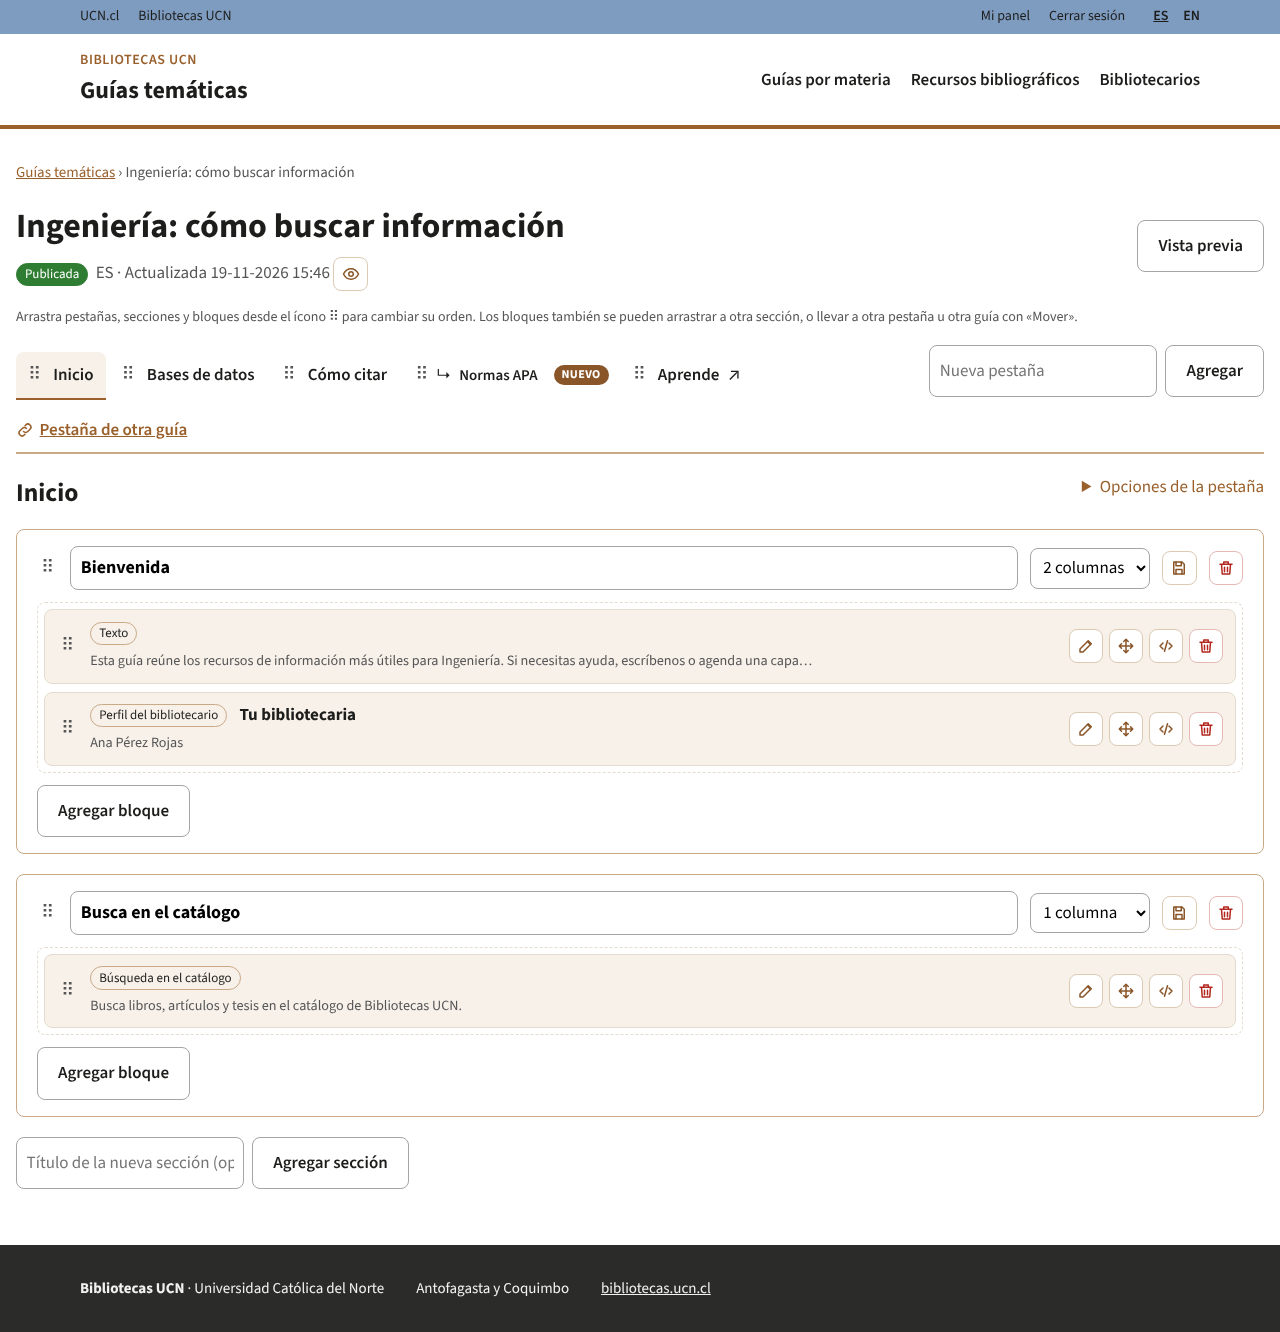 UCN.cl Bibliotecas UCN Mi panel Cerrar sesión ES EN
BIBLIOTECAS UCN
Guías temáticas
Guías por materia Recursos bibliográficos Bibliotecarios
Guías temáticas › Ingeniería: cómo buscar información
Ingeniería: cómo buscar información
Vista previa
Publicada ES · Actualizada 19-11-2026 15:46
Arrastra pestañas, secciones y bloques desde el ícono ⠿ para cambiar su orden. Los bloques también se pueden arrastrar a otra sección, o llevar a otra pestaña u otra guía con «Mover».
Inicio Bases de datos Cómo citar Normas APA NUEVO Aprende ↗ Nueva pestaña Agregar
Pestaña de otra guía
Inicio
Opciones de la pestaña
Bienvenida 2 columnas
Texto
Esta guía reúne los recursos de información más útiles para Ingeniería. Si necesitas ayuda, escríbenos o agenda una capa…
Perfil del bibliotecario Tu bibliotecaria
Ana Pérez Rojas
Agregar bloque
Busca en el catálogo 1 columna
Búsqueda en el catálogo
Busca libros, artículos y tesis en el catálogo de Bibliotecas UCN.
Agregar bloque
Título de la nueva sección (op Agregar sección
Bibliotecas UCN · Universidad Católica del Norte Antofagasta y Coquimbo bibliotecas.ucn.cl